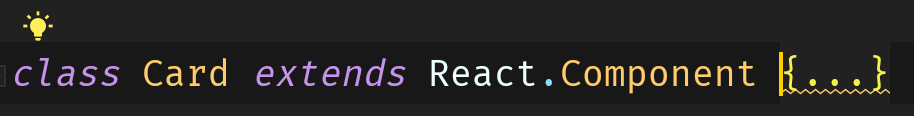 class Card extends React.Component {...}